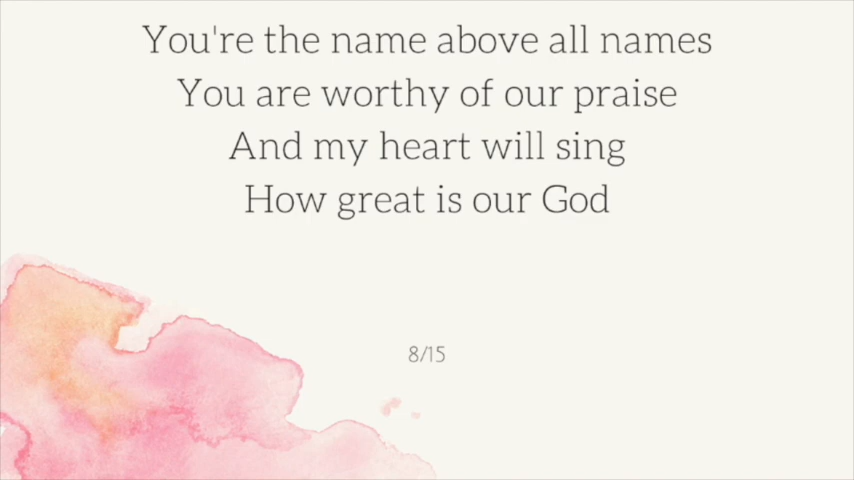 You're the name above all names
You are worthy of our praise
And my heart will sing
How great is our God
8/15